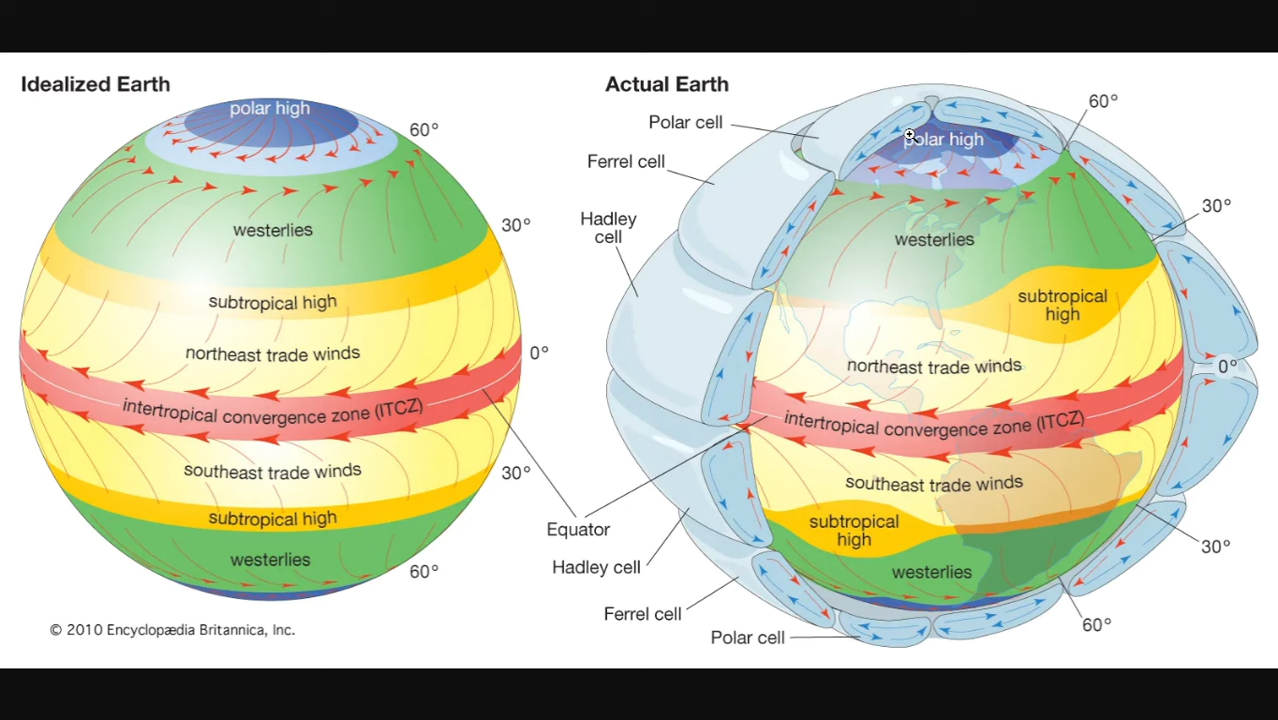 Idealized Earth
polar high
60°
westerlies
30°
subtropical high
northeast trade winds
0°
intertropical convergence zone (ITCZ)
southeast trade winds
30°
subtropical high
westerlies
60°
Equator
© 2010 Encyclopædia Britannica, Inc.
Actual Earth
Polar cell
60°
polar high
Ferrel cell
Hadley
cell
30°
westerlies
subtropical
high
northeast trade winds
0°
intertropical convergence zone (ITCZ)
southeast trade winds
subtropical
high
30°
Hadley cell
westerlies
Ferrel cell
60°
Polar cell